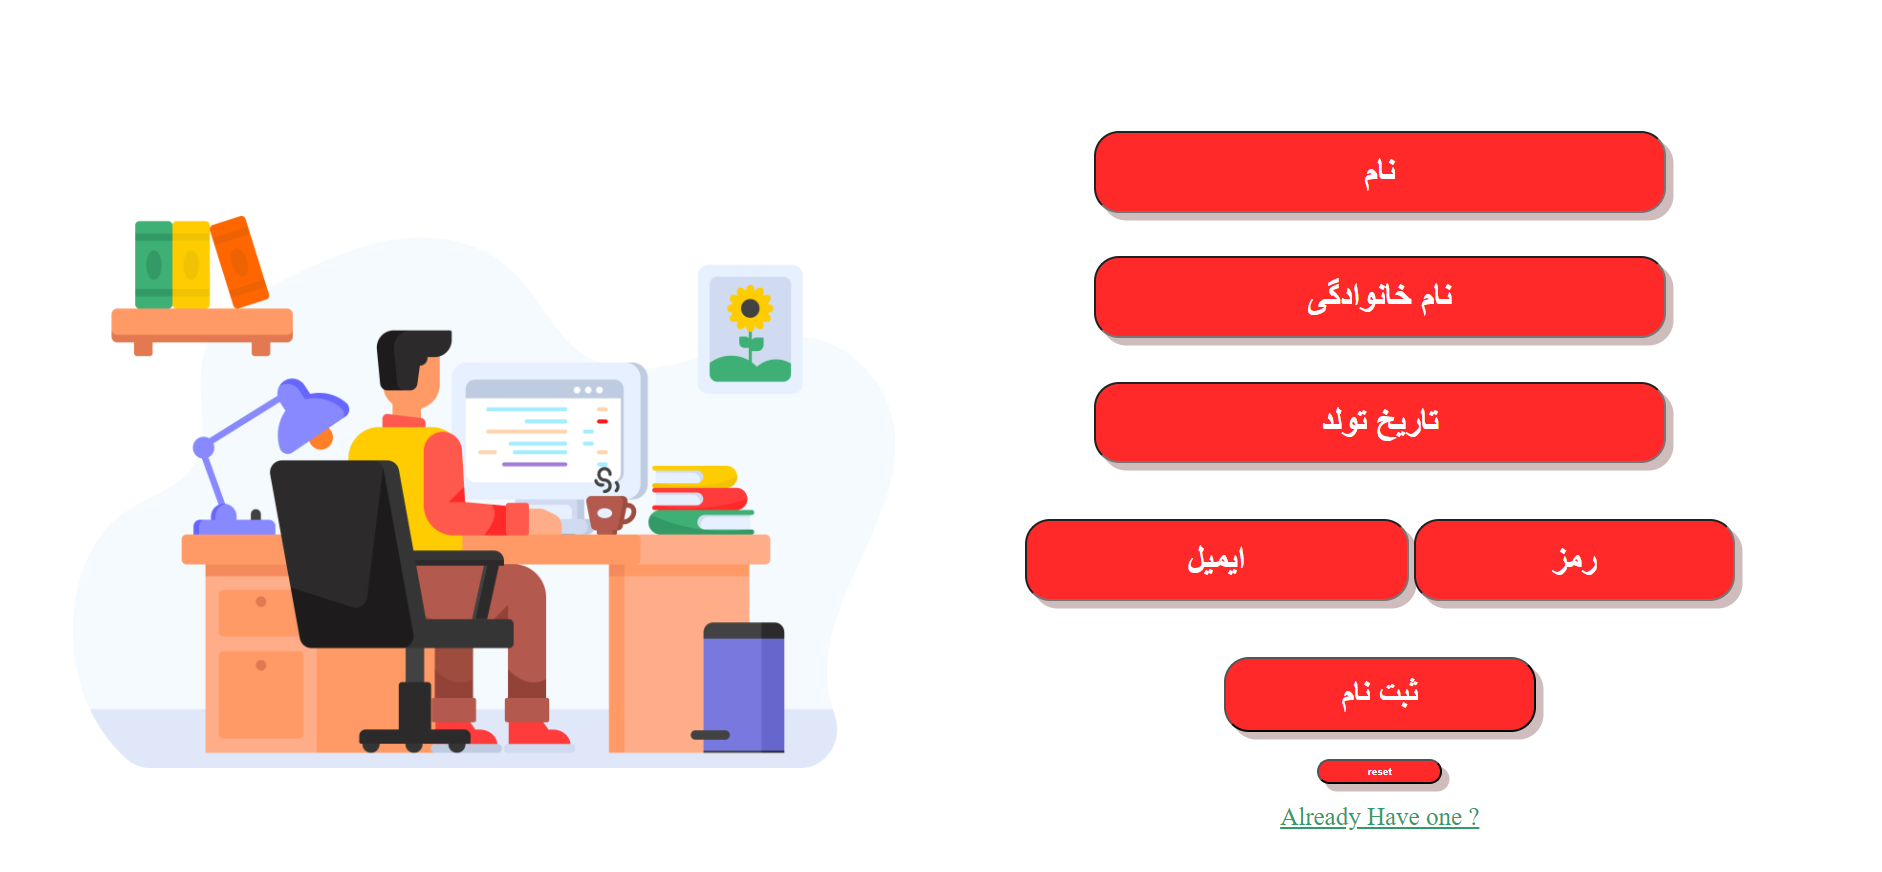 نام
نام خانوادگی
تاریخ تولد
رمز
ایمیل
ثبت نام
reset
Already Have one ?